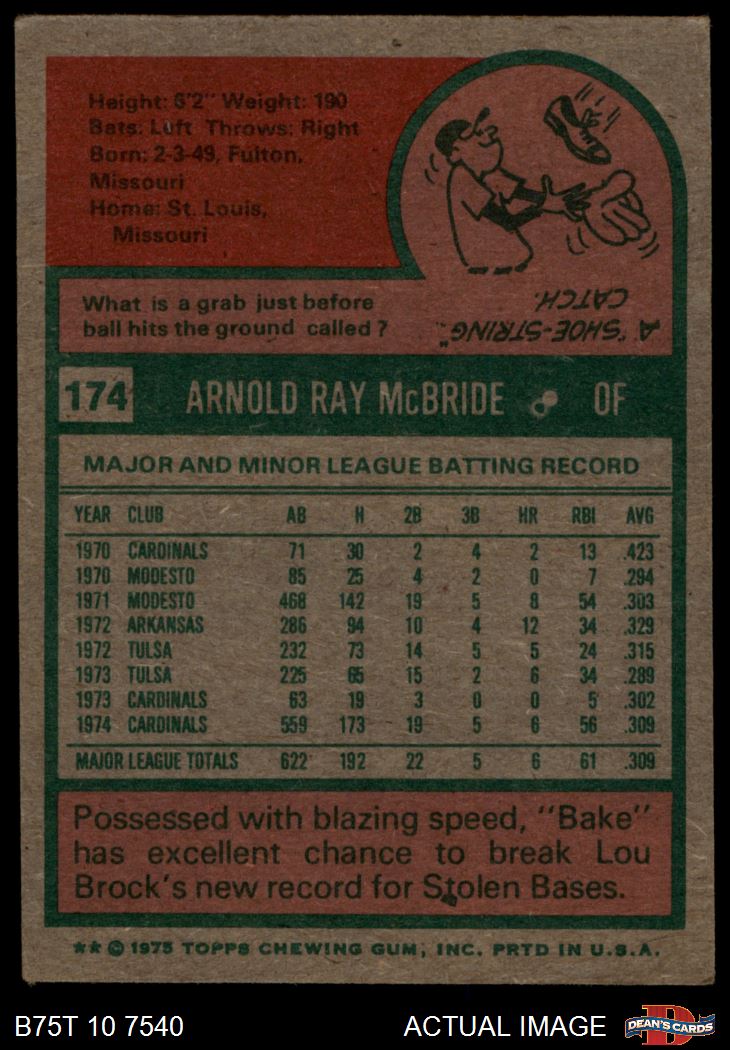 Height: 6'2" Weight: 190
Bats: Left Throws: Right
Born: 2-3-49, Fulton,
Missouri
Home: St. Louis,
Missouri
What is a grab just before
ball hits the ground called?
A "SHOE-STRING"
CATCH.
174 ARNOLD RAY McBRIDE OF
MAJOR AND MINOR LEAGUE BATTING RECORD
YEAR CLUB AB H 2B 3B HR RBI AVG
1970 CARDINALS 71 30 2 4 2 13 .423
1970 MODESTO 85 25 4 2 0 7 .294
1971 MODESTO 468 142 19 5 8 54 .303
1972 ARKANSAS 286 94 10 4 12 34 .329
1972 TULSA 232 73 14 5 5 24 .315
1973 TULSA 225 65 15 2 6 34 .289
1973 CARDINALS 63 19 3 0 0 5 .302
1974 CARDINALS 559 173 19 5 6 56 .309
MAJOR LEAGUE TOTALS 622 192 22 5 6 61 .309
Possessed with blazing speed, "Bake"
has excellent chance to break Lou
Brock's new record for Stolen Bases.
** © 1975 TOPPS CHEWING GUM, INC. PRTD IN U.S.A.
B75T 10 7540 ACTUAL IMAGE
D
DEAN'S CARDS